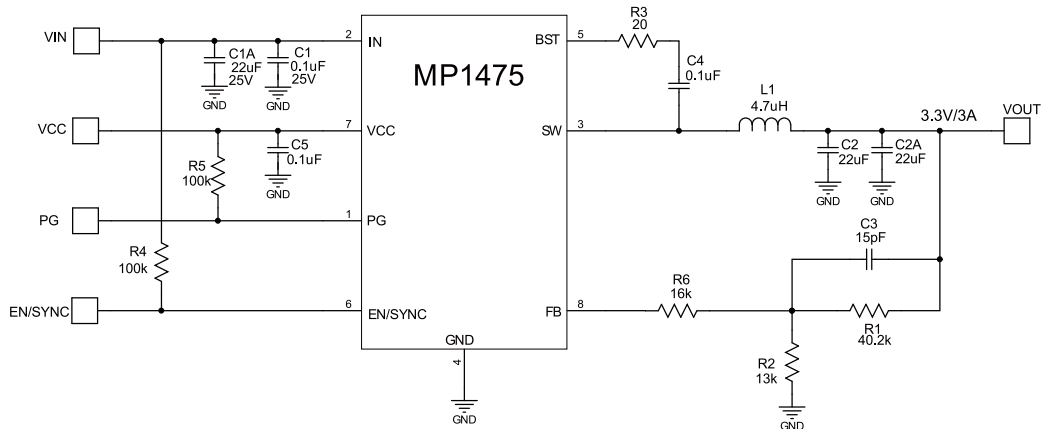 VIN
2
IN
C1A
22uF
25V
GND
C1
0.1uF
25V
GND
MP1475
BST
5
R3
20
C4
0.1uF
VCC
7
VCC
C5
0.1uF
GND
R5
100k
SW
3
L1
4.7uH
C2
22uF
GND
C2A
22uF
GND
3.3V/3A
VOUT
PG
1
PG
R4
100k
C3
15pF
EN/SYNC
6
EN/SYNC
FB
8
R6
16k
R1
40.2k
R2
13k
GND
GND
4
GND